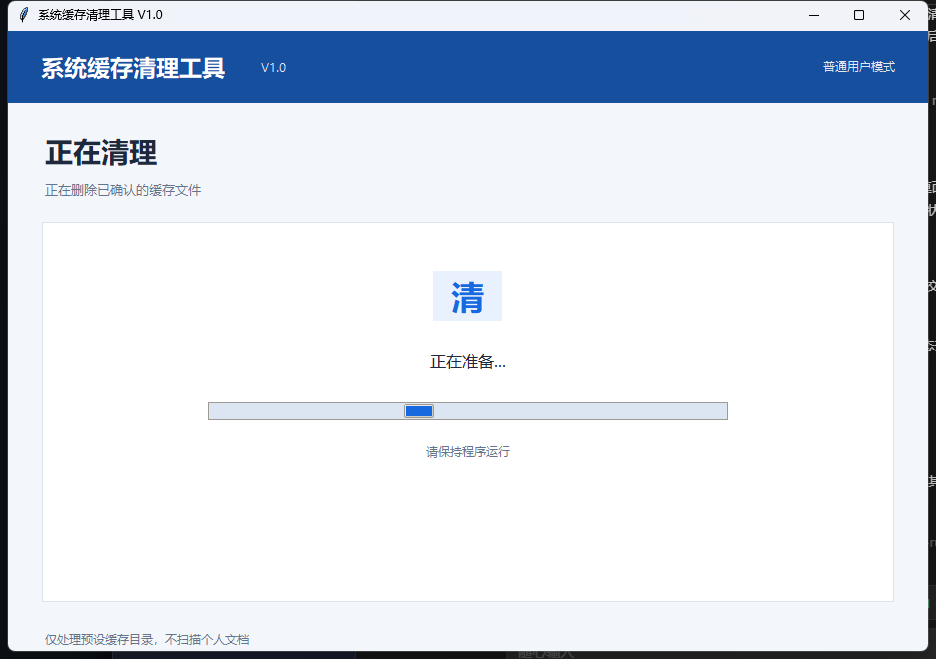 系统缓存清理工具 V1.0
系统缓存清理工具 V1.0 普通用户模式
正在清理
正在删除已确认的缓存文件
清
正在准备...
请保持程序运行
仅处理预设缓存目录，不扫描个人文档